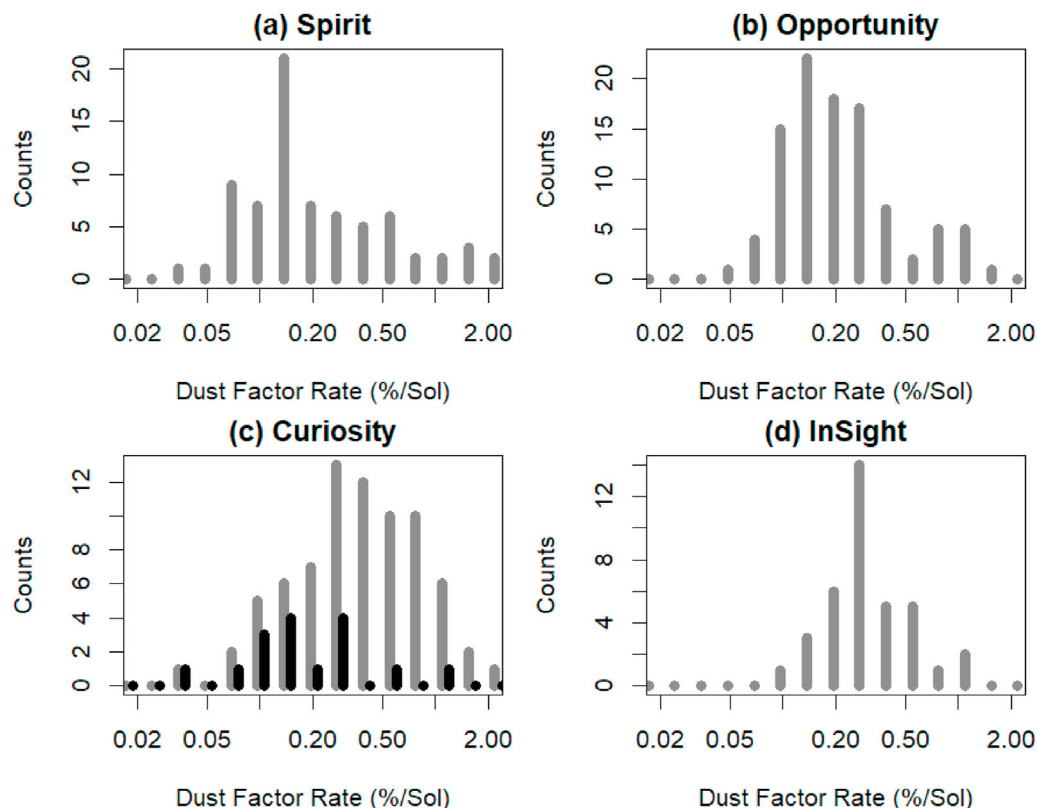 (a) Spirit
Counts
20
15
10
5
0
0.02 0.05 0.20 0.50 2.00
Dust Factor Rate (%/Sol)
(b) Opportunity
Counts
20
15
10
5
0
0.02 0.05 0.20 0.50 2.00
Dust Factor Rate (%/Sol)
(c) Curiosity
Counts
12
8
6
4
2
0
0.02 0.05 0.20 0.50 2.00
Dust Factor Rate (%/Sol)
(d) InSight
Counts
12
8
4
0
0.02 0.05 0.20 0.50 2.00
Dust Factor Rate (%/Sol)